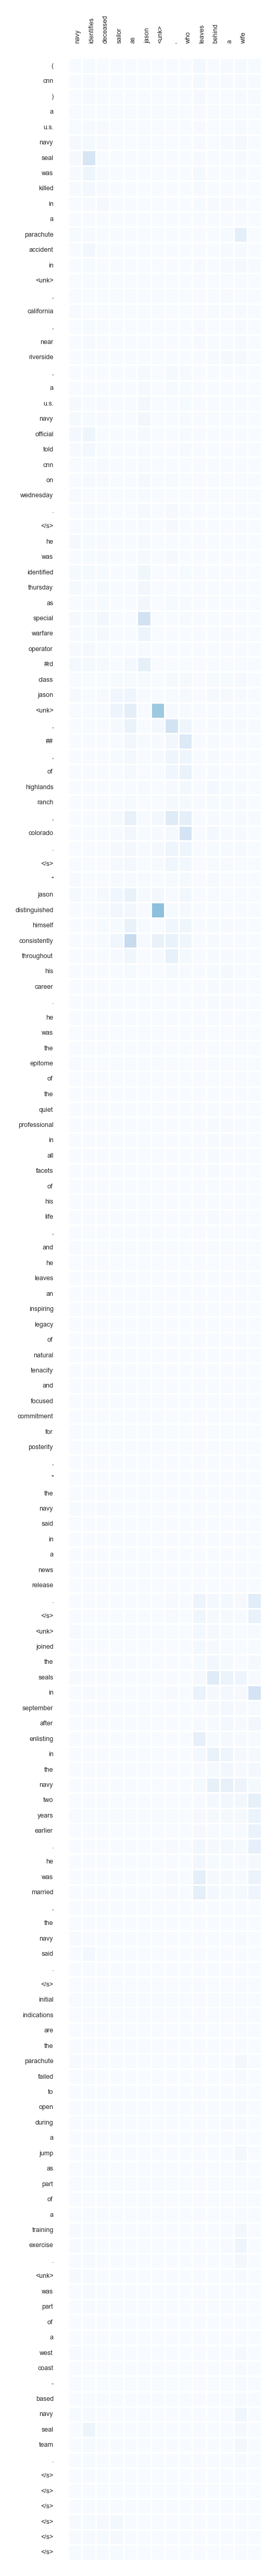 navy identifies deceased sailor as jason <unk> , who leaves behind a wife
(
cnn
)
a
u.s.
navy
seal
was
killed
in
a
parachute
accident
in
<unk>
,
california
,
near
riverside
,
a
u.s.
navy
official
told
cnn
on
wednesday
.
</s>
he
was
identified
thursday
as
special
warfare
operator
#rd
class
jason
<unk>
,
##
,
of
highlands
ranch
,
colorado
.
</s>
"
jason
distinguished
himself
consistently
throughout
his
career
.
he
was
the
epitome
of
the
quiet
professional
in
all
facets
of
his
life
,
and
he
leaves
an
inspiring
legacy
of
natural
tenacity
and
focused
commitment
for
posterity
,
"
the
navy
said
in
a
news
release
.
</s>
<unk>
joined
the
seals
in
september
after
enlisting
in
the
navy
two
years
earlier
.
he
was
married
,
the
navy
said
.
</s>
initial
indications
are
the
parachute
failed
to
open
during
a
jump
as
part
of
a
training
exercise
.
<unk>
was
part
of
a
west
coast
-
based
navy
seal
team
.
</s>
</s>
</s>
</s>
</s>
</s>